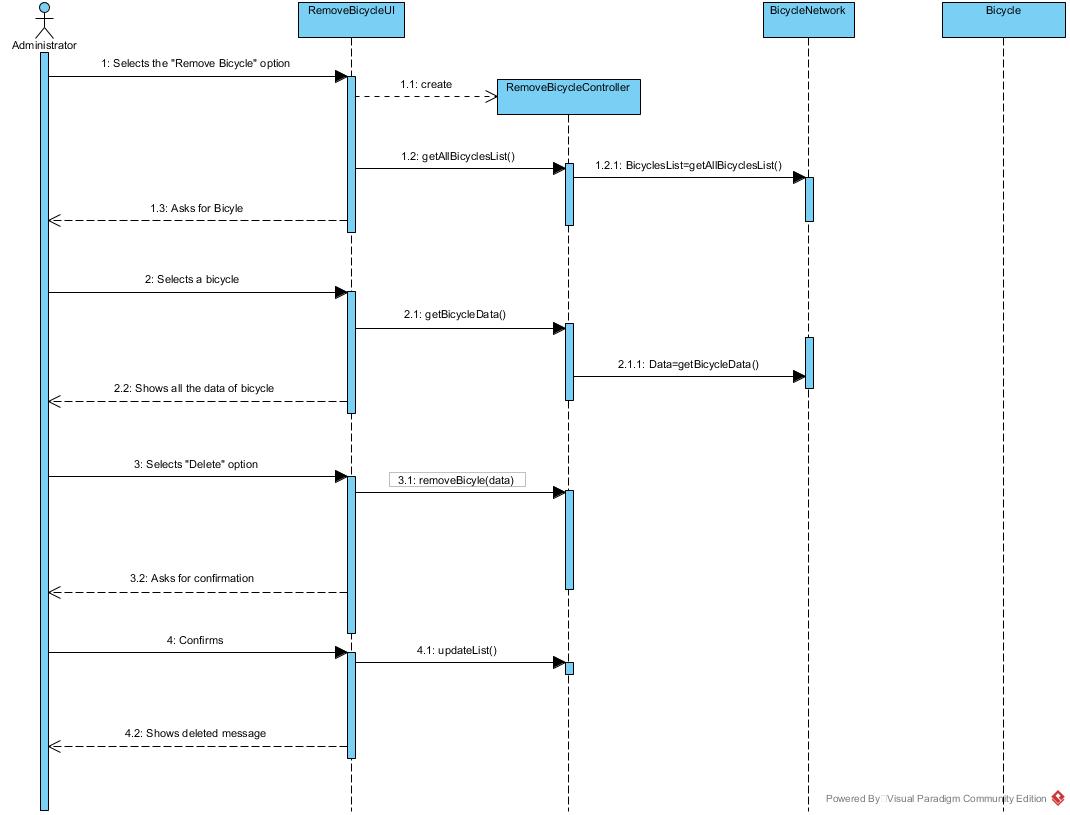 Administrator
RemoveBicycleUI
BicycleNetwork
Bicycle
1: Selects the "Remove Bicycle" option
1.1: create
RemoveBicycleController
1.2: getAllBicyclesList()
1.2.1: BicyclesList=getAllBicyclesList()
1.3: Asks for Bicyle
2: Selects a bicycle
2.1: getBicycleData()
2.1.1: Data=getBicycleData()
2.2: Shows all the data of bicycle
3: Selects "Delete" option
3.1: removeBicyle(data)
3.2: Asks for confirmation
4: Confirms
4.1: updateList()
4.2: Shows deleted message
Powered By Visual Paradigm Community Edition